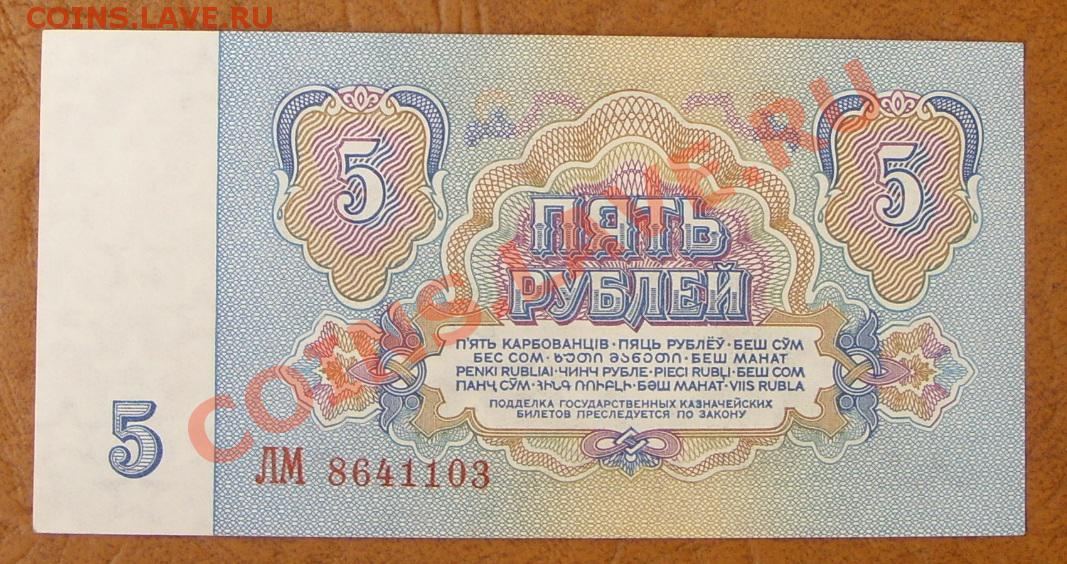 COINS.LAVE.RU
5
5
COINS.LAVE.RU
ПЯТЬ
РУБЛЕЙ
П'ЯТЬ КАРБОВАНЦІВ · ПЯЦЬ РУБЛЁЎ · БЕШ СЎМ
БЕС СОМ · ᲮᲣᲗᲘ ᲛᲐᲜᲔᲗᲘ · БЕШ МАНАТ
PENKI RUBLIAI · ЧИНЧ РУБЛЕ · PIECI RUBĻI · БЕШ СОМ
ПАНҶ СӮМ · ՀԻՆԳ ՌՈՒԲԼԻ · БӘШ МАНАТ · VIIS RUBLA
ПОДДЕЛКА ГОСУДАРСТВЕННЫХ КАЗНАЧЕЙСКИХ
БИЛЕТОВ ПРЕСЛЕДУЕТСЯ ПО ЗАКОНУ
5
ЛМ 8641103